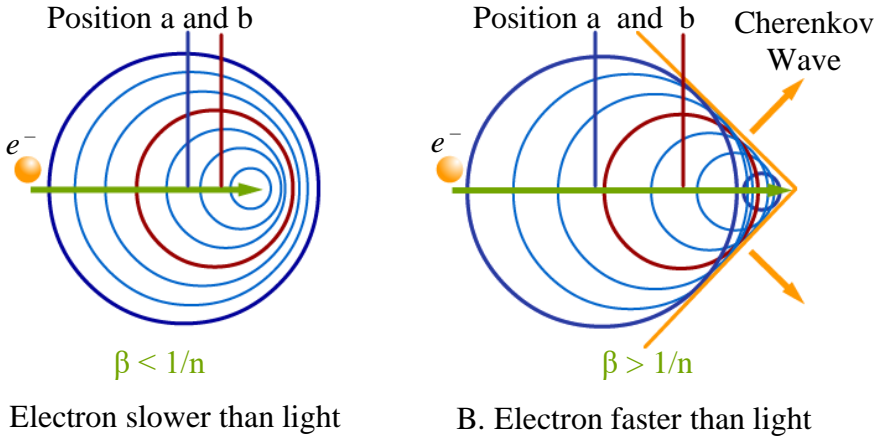 Position a and b
e⁻
β < 1/n
Electron slower than light
Position a and b
Cherenkov
Wave
e⁻
β > 1/n
B. Electron faster than light